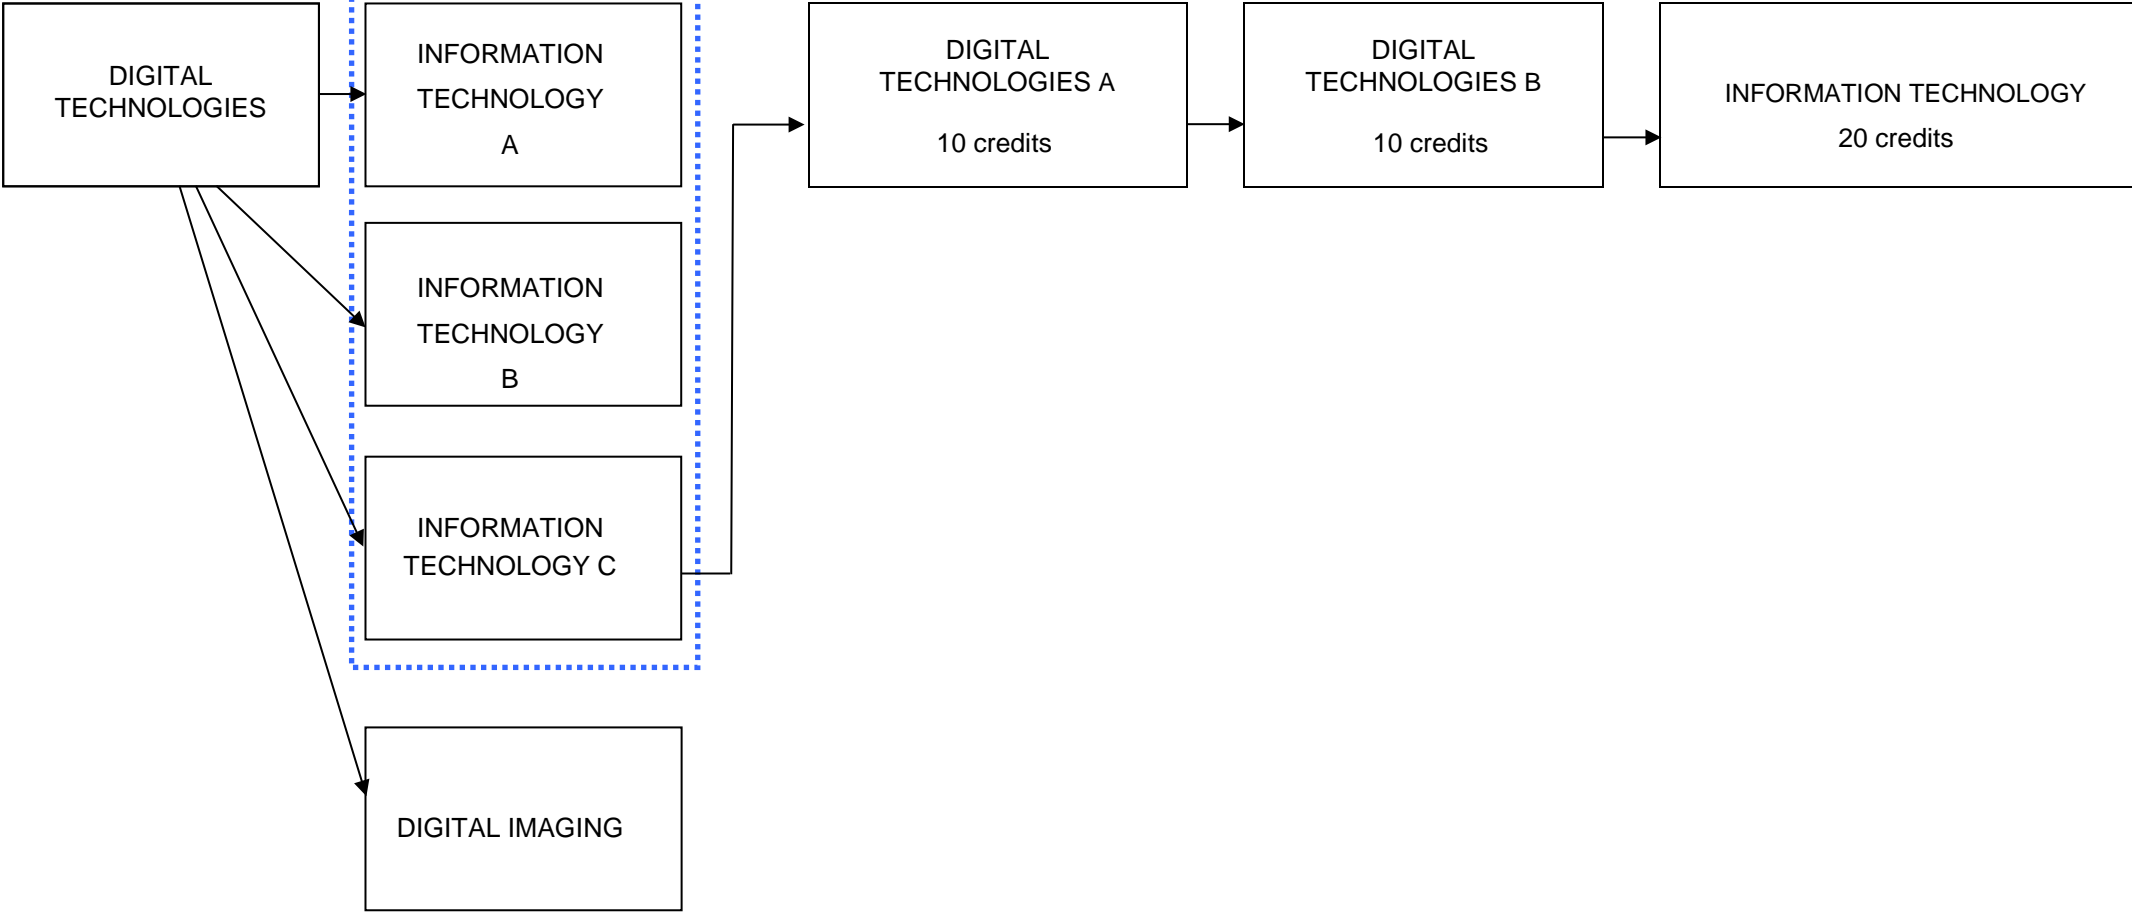 DIGITAL
TECHNOLOGIES
INFORMATION
TECHNOLOGY
A
DIGITAL
TECHNOLOGIES A
10 credits
DIGITAL
TECHNOLOGIES B
10 credits
INFORMATION TECHNOLOGY
20 credits
INFORMATION
TECHNOLOGY
B
INFORMATION
TECHNOLOGY C
DIGITAL IMAGING